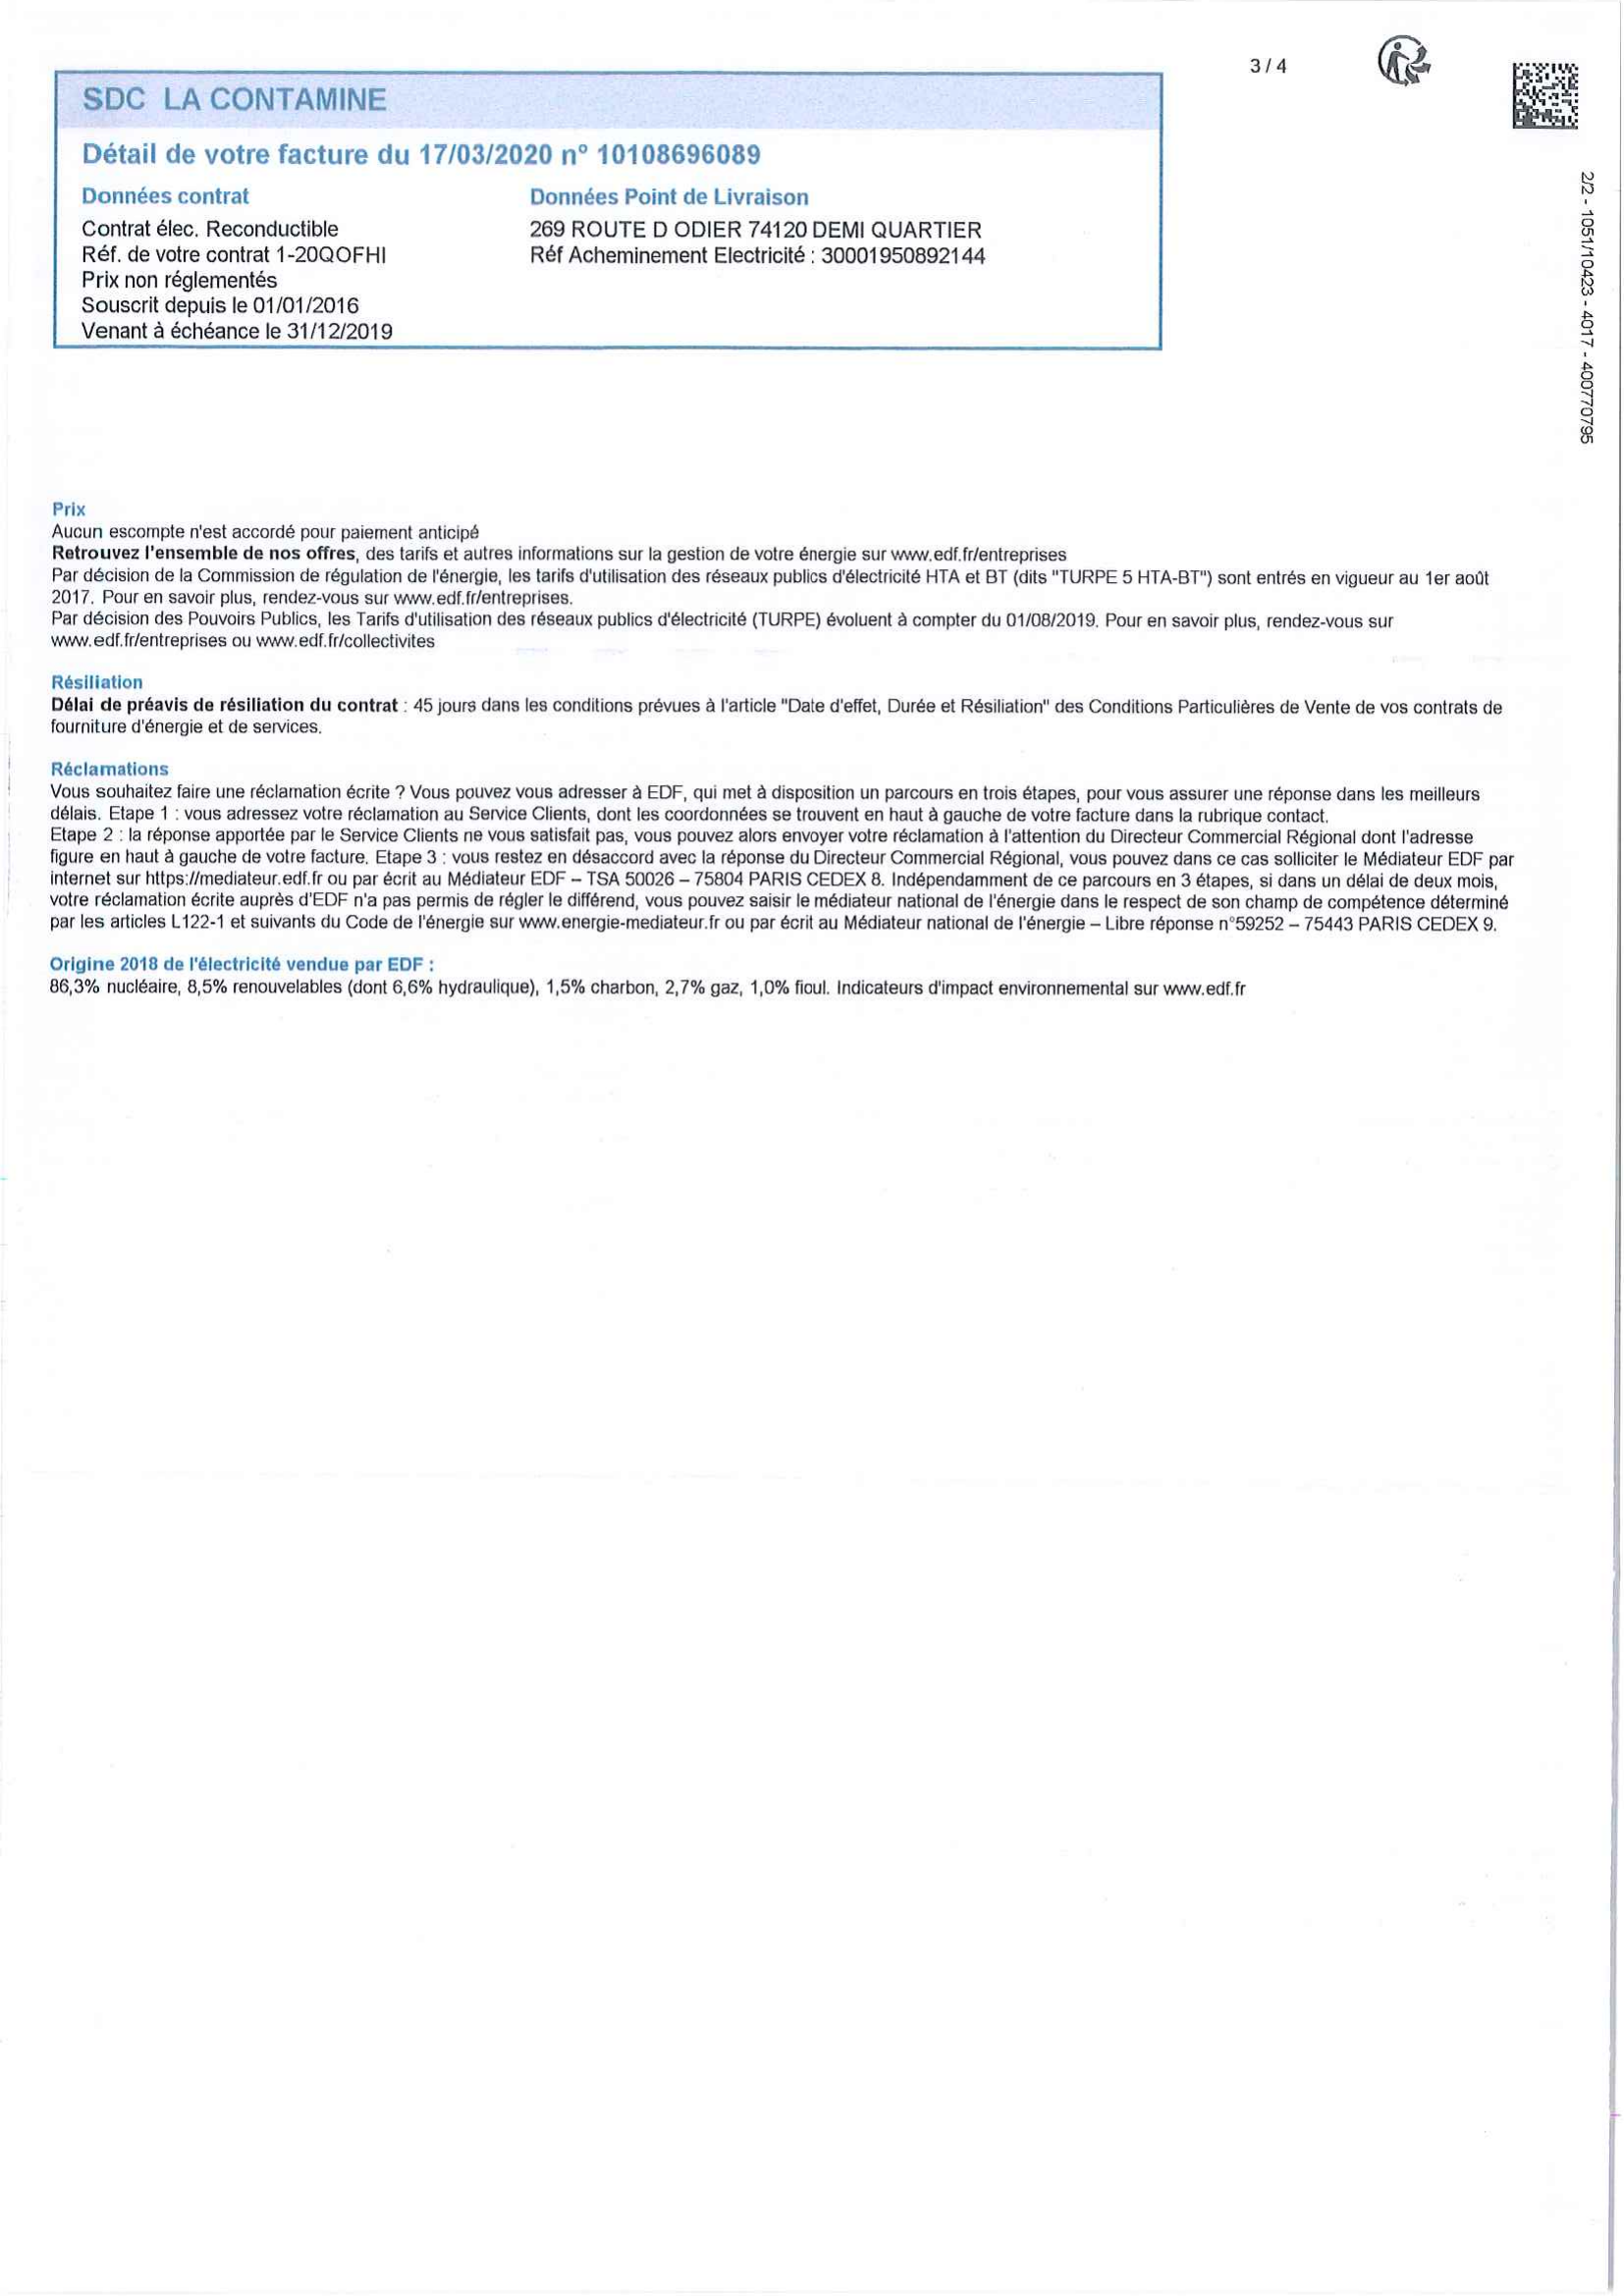 3 / 4
SDC LA CONTAMINE
Détail de votre facture du 17/03/2020 n° 10108696089
Données contrat
Contrat élec. Reconductible
Réf. de votre contrat 1-20QOFHI
Prix non réglementés
Souscrit depuis le 01/01/2016
Venant à échéance le 31/12/2019
Données Point de Livraison
269 ROUTE D ODIER 74120 DEMI QUARTIER
Réf Acheminement Electricité : 30001950892144
2/2 - 1051/10423 - 4017 - 400770795
Prix
Aucun escompte n'est accordé pour paiement anticipé
Retrouvez l'ensemble de nos offres, des tarifs et autres informations sur la gestion de votre énergie sur www.edf.fr/entreprises
Par décision de la Commission de régulation de l'énergie, les tarifs d'utilisation des réseaux publics d'électricité HTA et BT (dits "TURPE 5 HTA-BT") sont entrés en vigueur au 1er août
2017. Pour en savoir plus, rendez-vous sur www.edf.fr/entreprises.
Par décision des Pouvoirs Publics, les Tarifs d'utilisation des réseaux publics d'électricité (TURPE) évoluent à compter du 01/08/2019. Pour en savoir plus, rendez-vous sur
www.edf.fr/entreprises ou www.edf.fr/collectivites
Résiliation
Délai de préavis de résiliation du contrat : 45 jours dans les conditions prévues à l'article "Date d'effet, Durée et Résiliation" des Conditions Particulières de Vente de vos contrats de
fourniture d'énergie et de services.
Réclamations
Vous souhaitez faire une réclamation écrite ? Vous pouvez vous adresser à EDF, qui met à disposition un parcours en trois étapes, pour vous assurer une réponse dans les meilleurs
délais. Etape 1 : vous adressez votre réclamation au Service Clients, dont les coordonnées se trouvent en haut à gauche de votre facture dans la rubrique contact.
Etape 2 : la réponse apportée par le Service Clients ne vous satisfait pas, vous pouvez alors envoyer votre réclamation à l'attention du Directeur Commercial Régional dont l'adresse
figure en haut à gauche de votre facture. Etape 3 : vous restez en désaccord avec la réponse du Directeur Commercial Régional, vous pouvez dans ce cas solliciter le Médiateur EDF par
internet sur https://mediateur.edf.fr ou par écrit au Médiateur EDF – TSA 50026 – 75804 PARIS CEDEX 8. Indépendamment de ce parcours en 3 étapes, si dans un délai de deux mois,
votre réclamation écrite auprès d'EDF n'a pas permis de régler le différend, vous pouvez saisir le médiateur national de l'énergie dans le respect de son champ de compétence déterminé
par les articles L122-1 et suivants du Code de l'énergie sur www.energie-mediateur.fr ou par écrit au Médiateur national de l'énergie – Libre réponse n°59252 – 75443 PARIS CEDEX 9.
Origine 2018 de l'électricité vendue par EDF :
86,3% nucléaire, 8,5% renouvelables (dont 6,6% hydraulique), 1,5% charbon, 2,7% gaz, 1,0% fioul. Indicateurs d'impact environnemental sur www.edf.fr